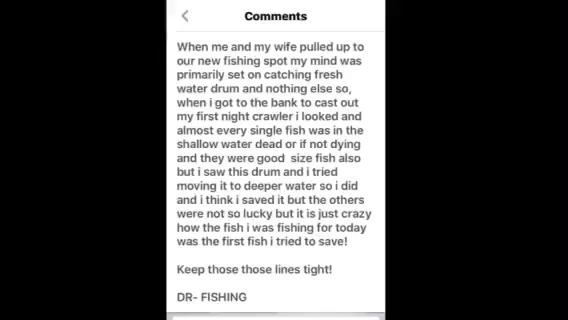 Comments
When me and my wife pulled up to
our new fishing spot my mind was
primarily set on catching fresh
water drum and nothing else so,
when i got to the bank to cast out
my first night crawler i looked and
almost every single fish was in the
shallow water dead or if not dying
and they were good  size fish also
but i saw this drum and i tried
moving it to deeper water so i did
and i think i saved it but the others
were not so lucky but it is just crazy
how the fish i was fishing for today
was the first fish i tried to save!
Keep those those lines tight!
DR- FISHING